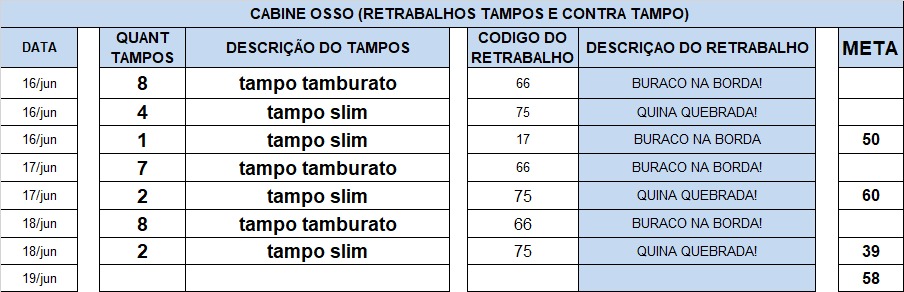 CABINE OSSO (RETRABALHOS TAMPOS E CONTRA TAMPO)
DATA QUANT TAMPOS DESCRIÇÃO DO TAMPOS CODIGO DO RETRABALHO DESCRIÇAO DO RETRABALHO META
16/jun 8 tampo tamburato 66 BURACO NA BORDA!
16/jun 4 tampo slim 75 QUINA QUEBRADA!
16/jun 1 tampo slim 17 BURACO NA BORDA 50
17/jun 7 tampo tamburato 66 BURACO NA BORDA!
17/jun 2 tampo slim 75 QUINA QUEBRADA! 60
18/jun 8 tampo tamburato 66 BURACO NA BORDA!
18/jun 2 tampo slim 75 QUINA QUEBRADA! 39
19/jun 58